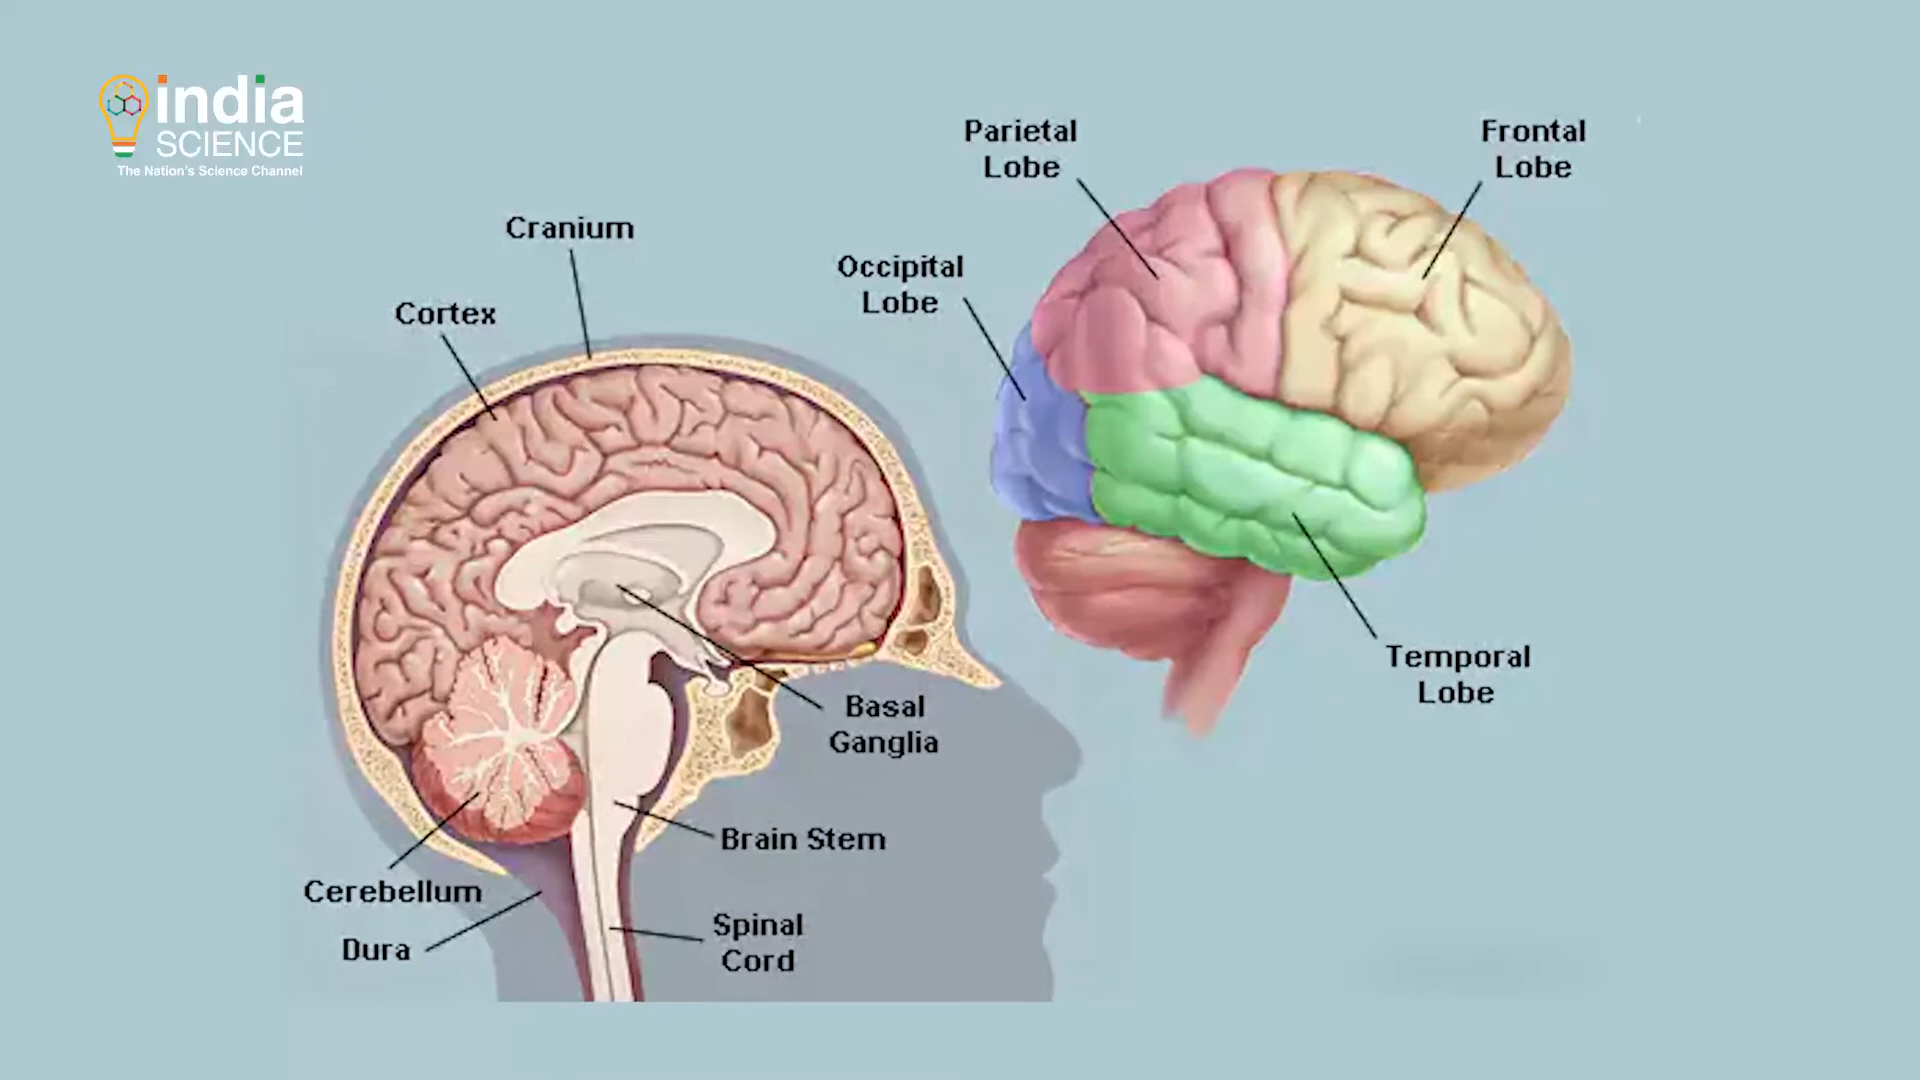 india
SCIENCE
The Nation's Science Channel
Cranium
Cortex
Basal
Ganglia
Brain Stem
Cerebellum
Dura
Spinal
Cord
Parietal
Lobe
Frontal
Lobe
Occipital
Lobe
Temporal
Lobe